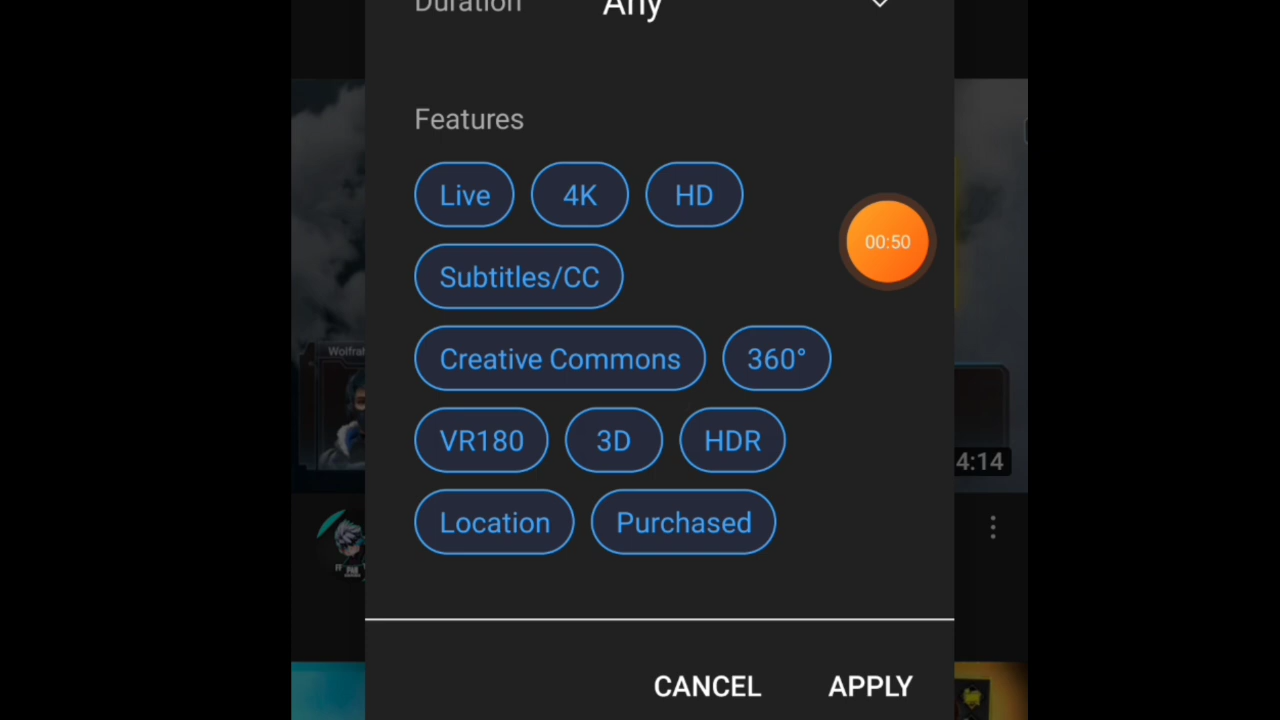 Duration Any
Features
Live 4K HD
00:50
Subtitles/CC
Wolfrah
Creative Commons 360°
VR180 3D HDR
4:14
Location Purchased
CANCEL APPLY